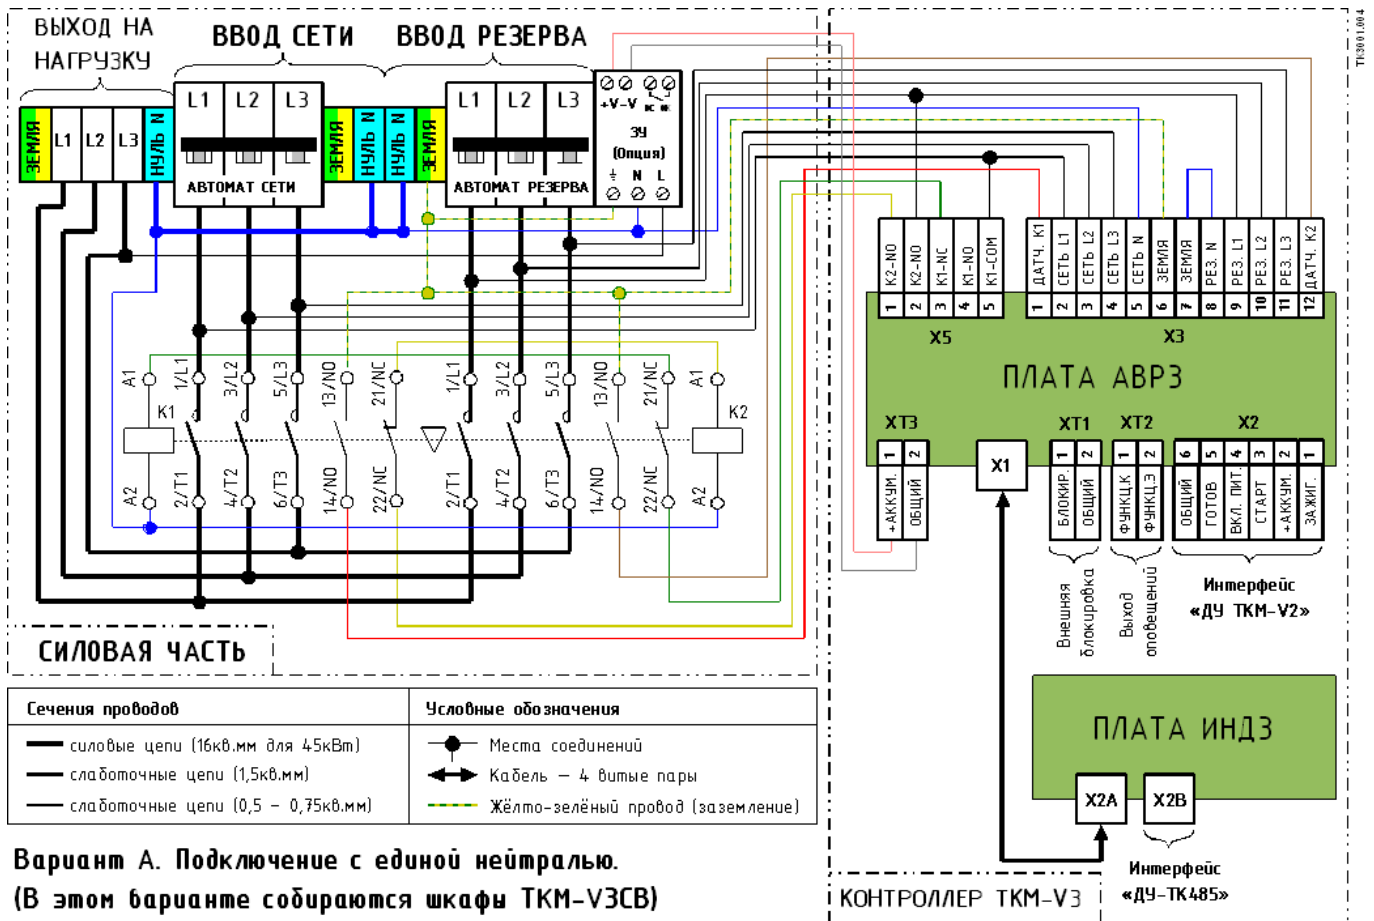 ВЫХОД НА
НАГРУЗКУ
ВВОД СЕТИ
ВВОД РЕЗЕРВА
TK3001.004
ЗЕМЛЯ
L1
L2
L3
НУЛЬ N
L1
L2
L3
АВТОМАТ СЕТИ
ЗЕМЛЯ
НУЛЬ N
НУЛЬ N
ЗЕМЛЯ
L1
L2
L3
АВТОМАТ РЕЗЕРВА
+V-V
ЗУ
(Опция)
N
L
K2-NO
K2-NO
K1-NC
K1-NO
K1-COM
1
2
3
4
5
X5
ДАТЧ. K1
СЕТЬ L1
СЕТЬ L2
СЕТЬ L3
СЕТЬ N
ЗЕМЛЯ
ЗЕМЛЯ
РЕЗ. N
РЕЗ. L1
РЕЗ. L2
РЕЗ. L3
ДАТЧ. K2
1
2
3
4
5
6
7
8
9
10
11
12
X3
ПЛАТА АВР3
A1
1/L1
3/L2
5/L3
13/NO
21/NC
1/L1
3/L2
5/L3
13/NO
21/NC
A1
K1
K2
A2
2/T1
4/T2
6/T3
14/NO
22/NC
2/T1
4/T2
6/T3
14/NO
22/NC
A2
XT3
1
2
+АККУМ.
ОБЩИЙ
X1
XT1
1
2
БЛОКИР.
ОБЩИЙ
Внешняя
блокировка
XT2
1
2
ФУНКЦ.К
ФУНКЦ.Э
Выход
оповещений
X2
6
5
4
3
2
1
ОБЩИЙ
ГОТОВ
ВКЛ. ПИТ.
СТАРТ
+АККУМ.
ЗАЖИГ.
Интерфейс
«ДУ ТКМ-V2»
СИЛОВАЯ ЧАСТЬ
Сечения проводов
силовые цепи (16кв.мм для 45кВт)
слаботочные цепи (1,5кв.мм)
слаботочные цепи (0,5 - 0,75кв.мм)
Условные обозначения
Места соединений
Кабель - 4 витые пары
Жёлто-зелёный провод (заземление)
ПЛАТА ИНД3
X2A
X2B
Интерфейс
«ДУ-ТК485»
КОНТРОЛЛЕР ТКМ-V3
Вариант А. Подключение с единой нейтралью.
(В этом варианте собираются шкафы ТКМ-V3СВ)